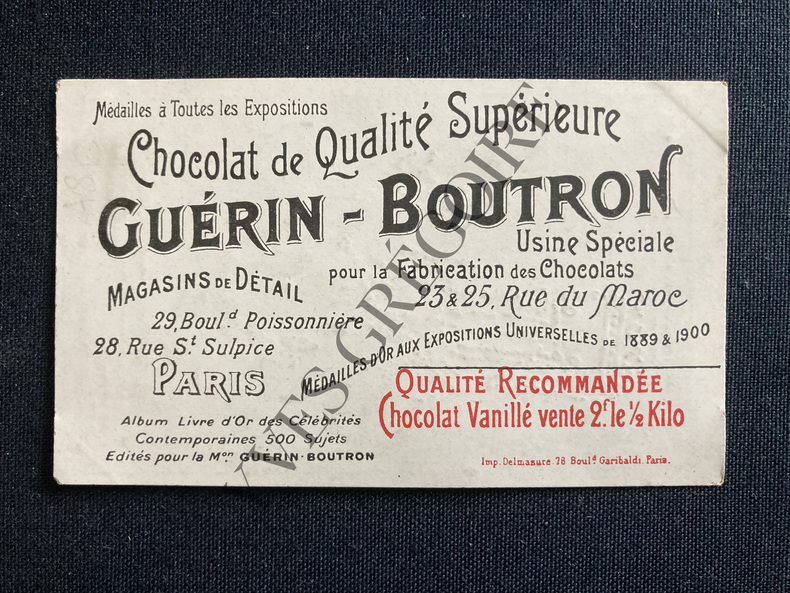 Médailles à Toutes les Expositions
Chocolat de Qualité Supérieure
GUÉRIN - BOUTRON
Usine Spéciale
pour la Fabrication des Chocolats
23 & 25, Rue du Maroc
MAGASINS DE DÉTAIL
29, Boul.d Poissonnière
28, Rue St Sulpice
PARIS
MÉDAILLES D'OR AUX EXPOSITIONS UNIVERSELLES DE 1889 & 1900
QUALITÉ RECOMMANDÉE
Chocolat Vanillé vente 2f. le ½ Kilo
Album Livre d'Or des Célébrités
Contemporaines 500 Sujets
Edités pour la Mon GUÉRIN-BOUTRON
Imp. Delmasure. 78 Boul.d Garibaldi. Paris.
YVES GRÉGOIRE